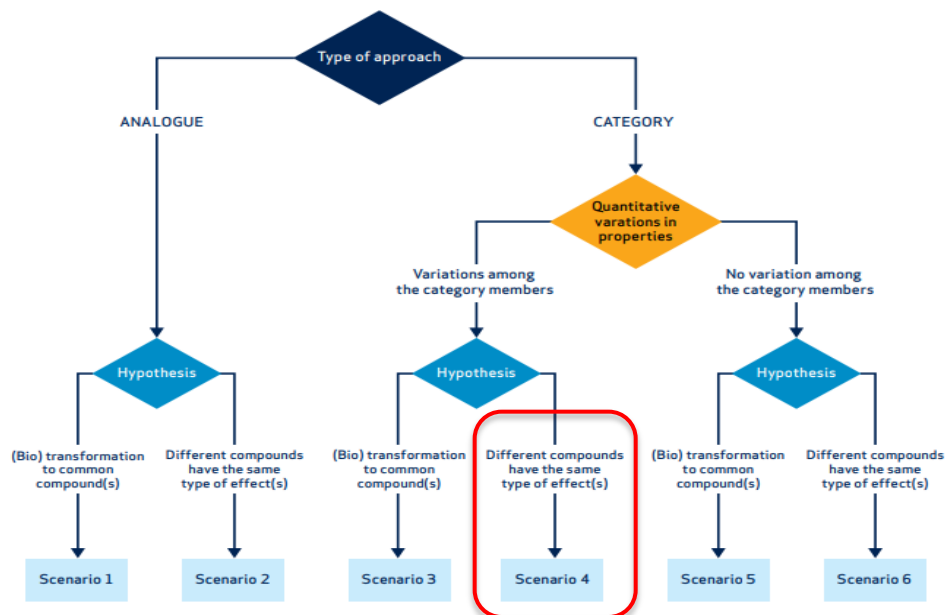 Type of approach
ANALOGUE
CATEGORY
Quantitative
varations in
properties
Variations among
the category members
No variation among
the category members
Hypothesis
Hypothesis
Hypothesis
(Bio) transformation
to common
compound(s)
Different compounds
have the same
type of effect(s)
(Bio) transformation
to common
compound(s)
Different compounds
have the same
type of effect(s)
(Bio) transformation
to common
compound(s)
Different compounds
have the same
type of effect(s)
Scenario 1
Scenario 2
Scenario 3
Scenario 4
Scenario 5
Scenario 6